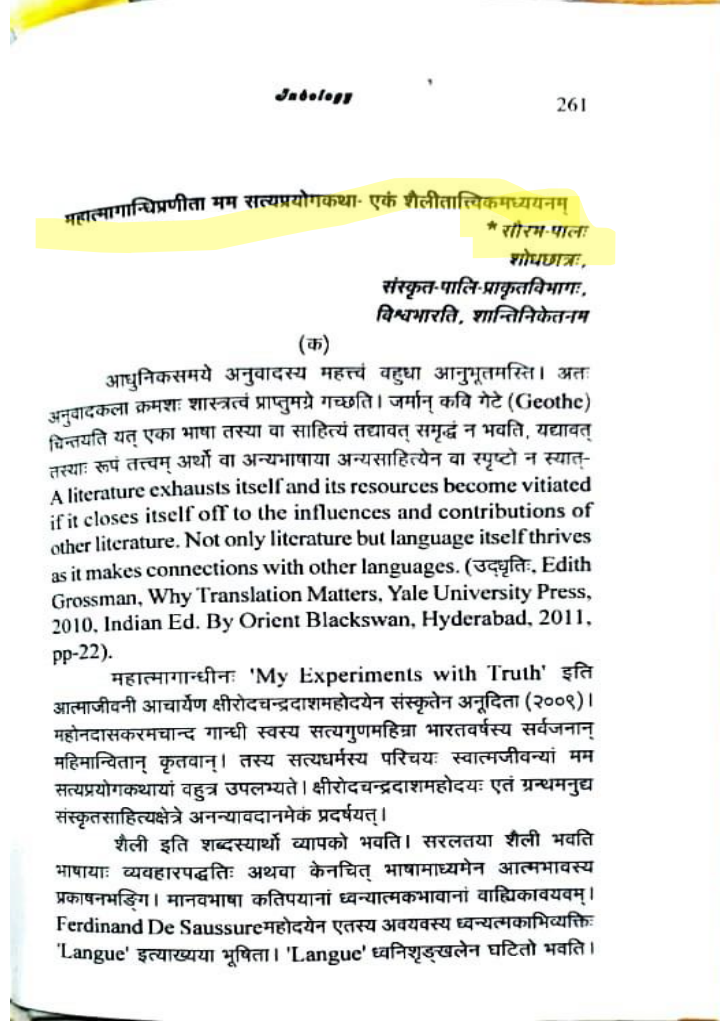 Indology
261
महात्मागान्धिप्रणीता मम सत्यप्रयोगकथा- एकं शैलीतात्त्विकमध्ययनम्
* सौरभ-पालः
शोधछात्रः,
संस्कृत-पालि-प्राकृतविभागः,
विश्वभारति, शान्तिनिकेतनम
(क)
आधुनिकसमये अनुवादस्य महत्त्वं वहुधा आनुभूतमस्ति। अतः
अनुवादकला क्रमशः शास्त्रत्वं प्राप्तुमग्रे गच्छति। जर्मान् कवि गेटे (Geothe)
चिन्तयति यत् एका भाषा तस्या वा साहित्यं तद्यावत् समृद्धं न भवति, यद्यावत्
तस्याः रूपं तत्त्वम् अर्थो वा अन्यभाषाया अन्यसाहित्येन वा स्पृष्टो न स्यात्-
A literature exhausts itself and its resources become vitiated
if it closes itself off to the influences and contributions of
other literature. Not only literature but language itself thrives
as it makes connections with other languages. (उद्धृतिः, Edith
Grossman, Why Translation Matters, Yale University Press,
2010, Indian Ed. By Orient Blackswan, Hyderabad, 2011,
pp-22).
महात्मागान्धीनः 'My Experiments with Truth' इति
आत्माजीवनी आचार्येण क्षीरोदचन्द्रदाशमहोदयेन संस्कृतेन अनूदिता (२००९)।
महोनदासकरमचान्द गान्धी स्वस्य सत्यगुणमहिम्ना भारतवर्षस्य सर्वजनान्
महिमान्वितान् कृतवान्। तस्य सत्यधर्मस्य परिचयः स्वात्मजीवन्यां मम
सत्यप्रयोगकथायां वहुत्र उपलभ्यते। क्षीरोदचन्द्रदाशमहोदयः एतं ग्रन्थमनुद्य
संस्कृतसाहित्यक्षेत्रे अनन्यावदानमेकं प्रदर्षयत्।
शैली इति शब्दस्यार्थो व्यापको भवति। सरलतया शैली भवति
भाषायाः व्यवहारपद्धतिः अथवा केनचित् भाषामाध्यमेन आत्मभावस्य
प्रकाषनभङ्गि। मानवभाषा कतिपयानां ध्वन्यात्मकभावानां वाह्यिकावयवम्।
Ferdinand De Saussureमहोदयेन एतस्य अवयवस्य ध्वन्यत्मकाभिव्यक्तिः
'Langue' इत्याख्यया भूषिता। 'Langue' ध्वनिशृङ्खलेन घटितो भवति।